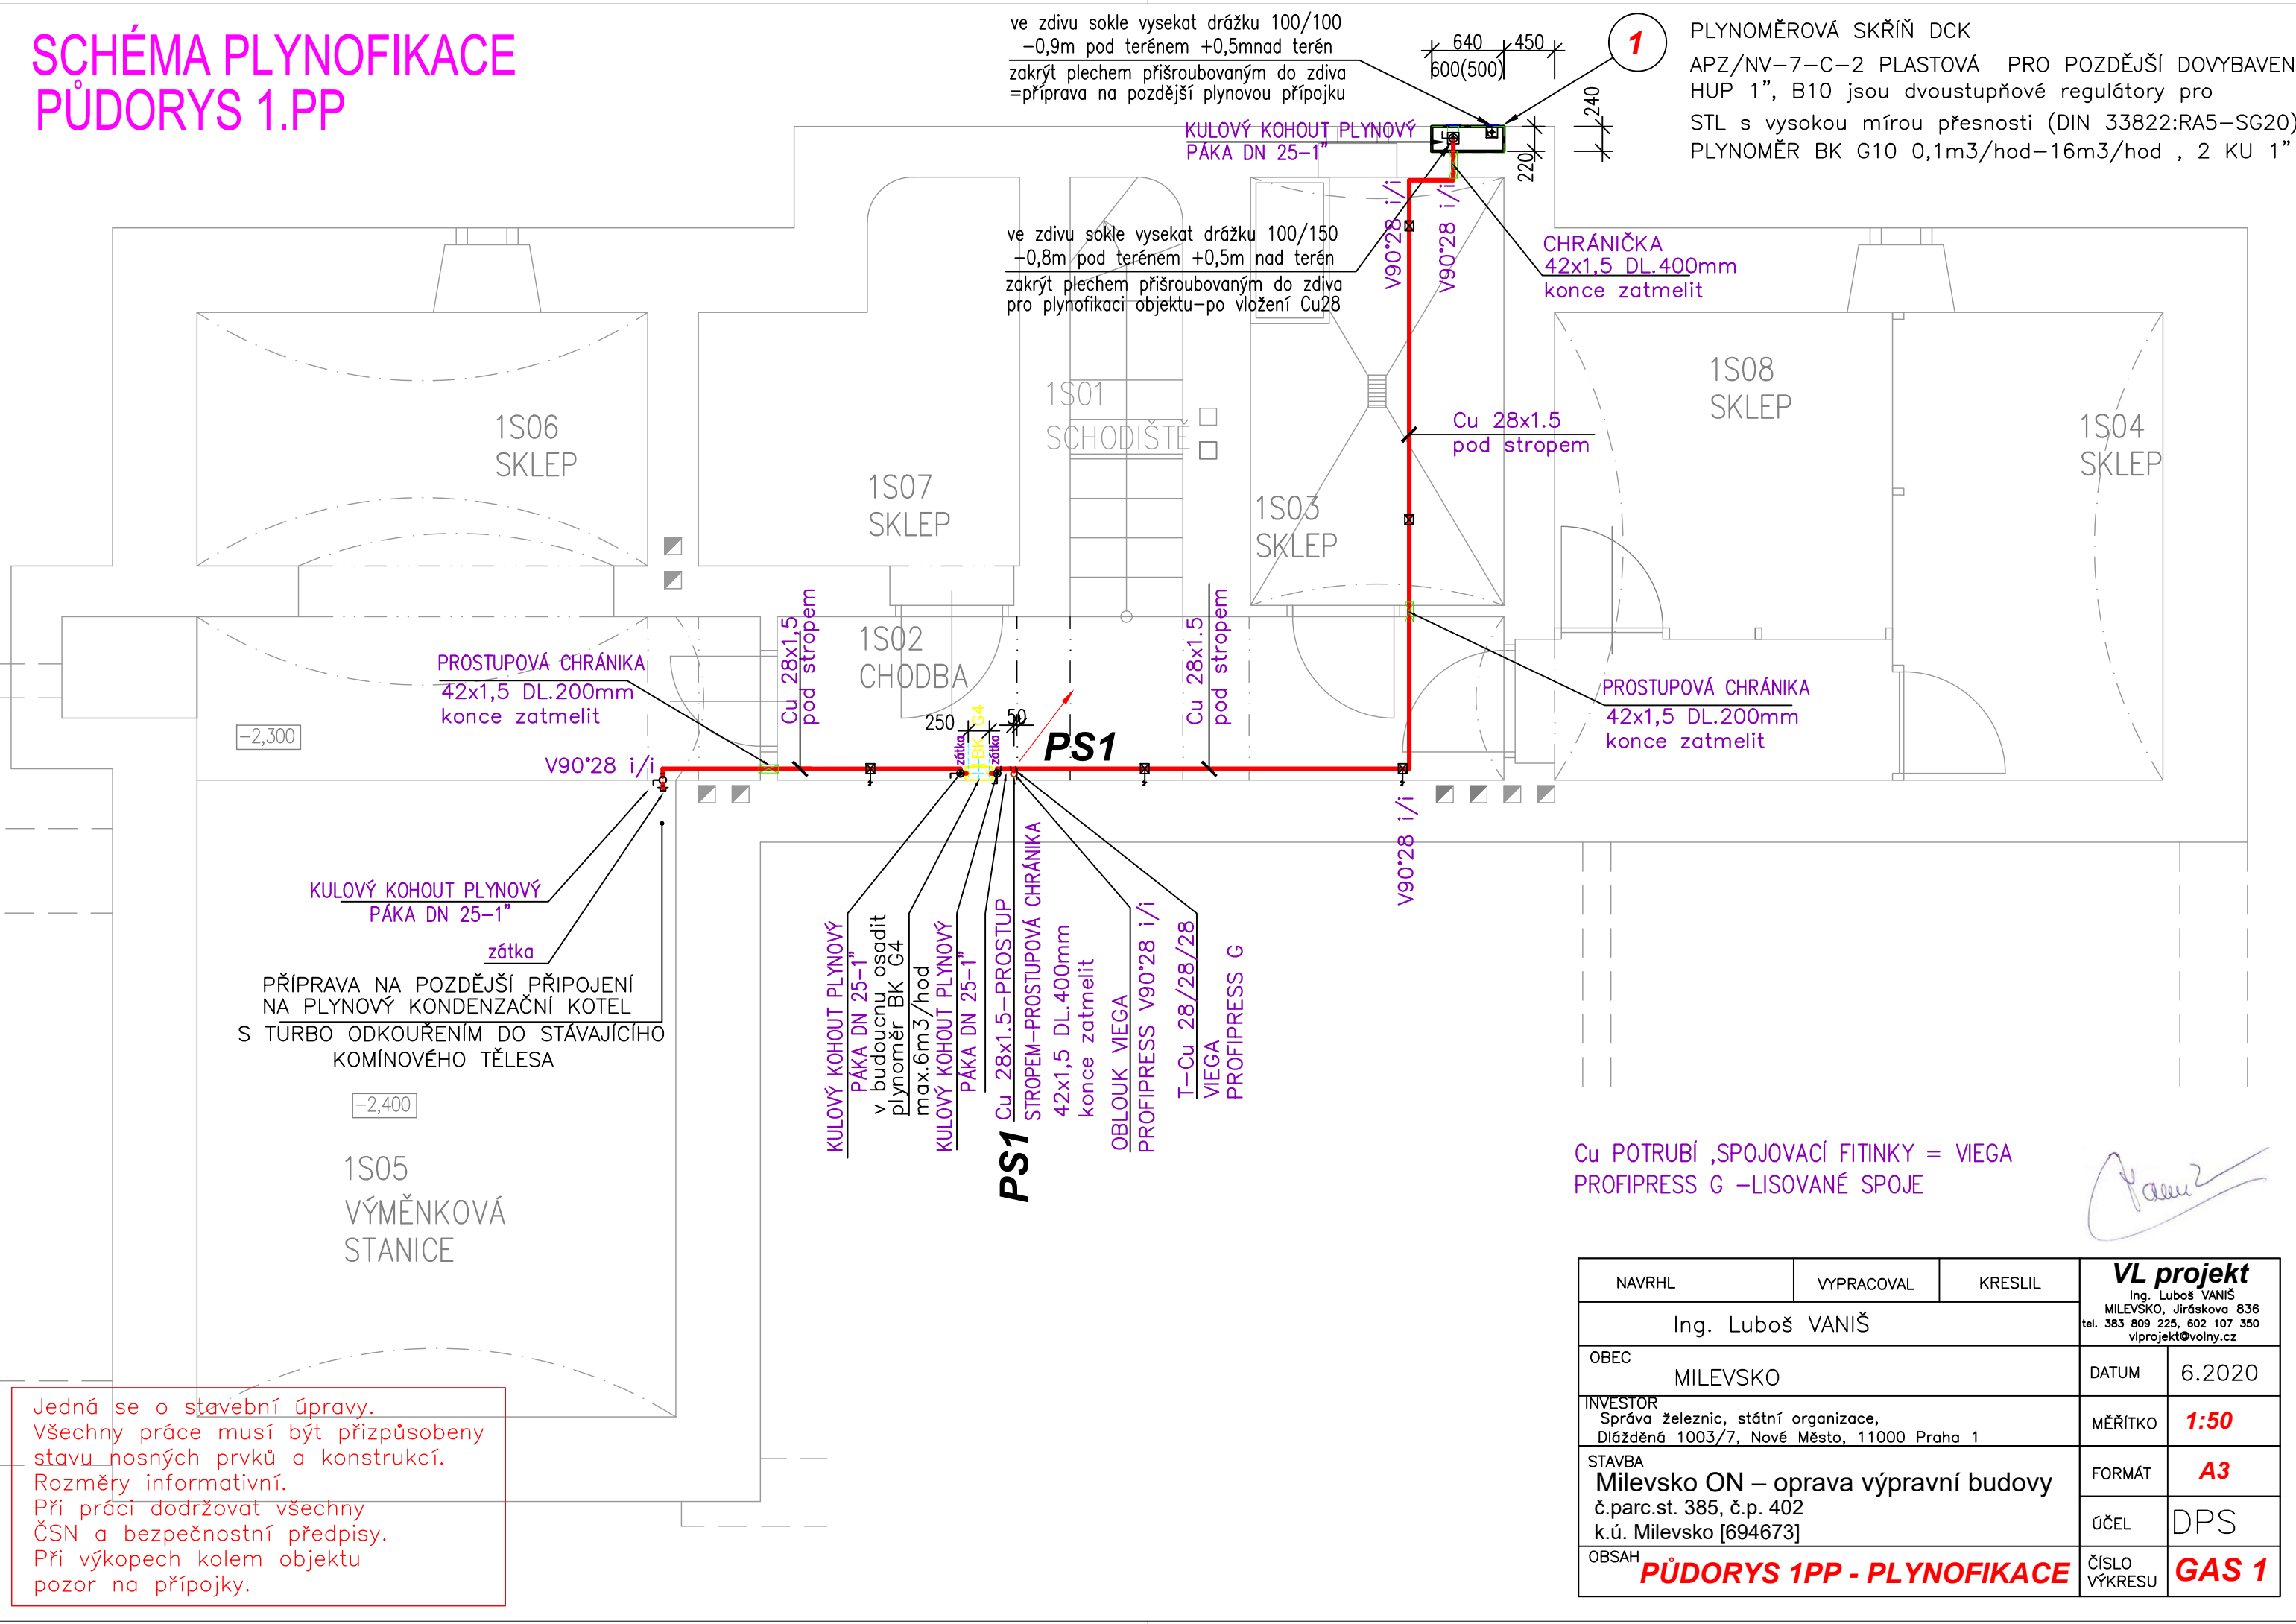 SCHÉMA PLYNOFIKACE
PŮDORYS 1.PP
ve zdivu sokle vysekat drážku 100/100
−0,9m pod terénem +0,5mnad terén
zakrýt plechem přišroubovaným do zdiva
=příprava na pozdější plynovou přípojku
640
450
600(500)
240
220
1
PLYNOMĚROVÁ SKŘÍŇ DCK
APZ/NV−7−C−2 PLASTOVÁ PRO POZDĚJŠÍ DOVYBAVEN
HUP 1", B10 jsou dvoustupňové regulátory pro
STL s vysokou mírou přesnosti (DIN 33822:RA5−SG20)
PLYNOMĚR BK G10 0,1m3/hod−16m3/hod , 2 KU 1"
KULOVÝ KOHOUT PLYNOVÝ
PÁKA DN 25−1"
V90°28 i/i
V90°28 i/i
ve zdivu sokle vysekat drážku 100/150
−0,8m pod terénem +0,5m nad terén
zakrýt plechem přišroubovaným do zdiva
pro plynofikaci objektu−po vložení Cu28
CHRÁNIČKA
42x1,5 DL.400mm
konce zatmelit
1S06
SKLEP
1S07
SKLEP
1S01
SCHODIŠTĚ
1S03
SKLEP
Cu 28x1.5
pod stropem
1S08
SKLEP
1S04
SKLEP
1S02
CHODBA
Cu 28x1,5
pod stropem
Cu 28x1.5
pod stropem
PROSTUPOVÁ CHRÁNIKA
42x1,5 DL.200mm
konce zatmelit
PROSTUPOVÁ CHRÁNIKA
42x1,5 DL.200mm
konce zatmelit
−2,300
250
50
zátka
BK G4
zátka
PS1
V90°28 i/i
V90°28 i/i
KULOVÝ KOHOUT PLYNOVÝ
PÁKA DN 25−1"
zátka
PŘÍPRAVA NA POZDĚJŠÍ PŘIPOJENÍ
NA PLYNOVÝ KONDENZAČNÍ KOTEL
S TURBO ODKOUŘENÍM DO STÁVAJÍCÍHO
KOMÍNOVÉHO TĚLESA
−2,400
1S05
VÝMĚNKOVÁ
STANICE
KULOVÝ KOHOUT PLYNOVÝ
PÁKA DN 25−1"
v budoucnu osadit
plynoměr BK G4
max.6m3/hod
KULOVÝ KOHOUT PLYNOVÝ
PÁKA DN 25−1"
PS1
Cu 28x1.5−PROSTUP
STROPEM−PROSTUPOVÁ CHRÁNIKA
42x1,5 DL.400mm
konce zatmelit
OBLOUK VIEGA
PROFIPRESS V90°28 i/i
T−Cu 28/28/28
VIEGA
PROFIPRESS G
Cu POTRUBÍ ,SPOJOVACÍ FITINKY = VIEGA
PROFIPRESS G −LISOVANÉ SPOJE
Jedná se o stavební úpravy.
Všechny práce musí být přizpůsobeny
stavu nosných prvků a konstrukcí.
Rozměry informativní.
Při práci dodržovat všechny
ČSN a bezpečnostní předpisy.
Při výkopech kolem objektu
pozor na přípojky.
NAVRHL
VYPRACOVAL
KRESLIL
Ing. Luboš VANIŠ
VL projekt
Ing. Luboš VANIŠ
MILEVSKO, Jiráskova 836
tel. 383 809 225, 602 107 350
vlprojekt@volny.cz
OBEC
MILEVSKO
DATUM
6.2020
INVESTOR
Správa železnic, státní organizace,
Dlážděná 1003/7, Nové Město, 11000 Praha 1
MĚŘÍTKO
1:50
STAVBA
Milevsko ON – oprava výpravní budovy
č.parc.st. 385, č.p. 402
k.ú. Milevsko [694673]
FORMÁT
A3
ÚČEL
DPS
OBSAH
PŮDORYS 1PP - PLYNOFIKACE
ČÍSLO
VÝKRESU
GAS 1